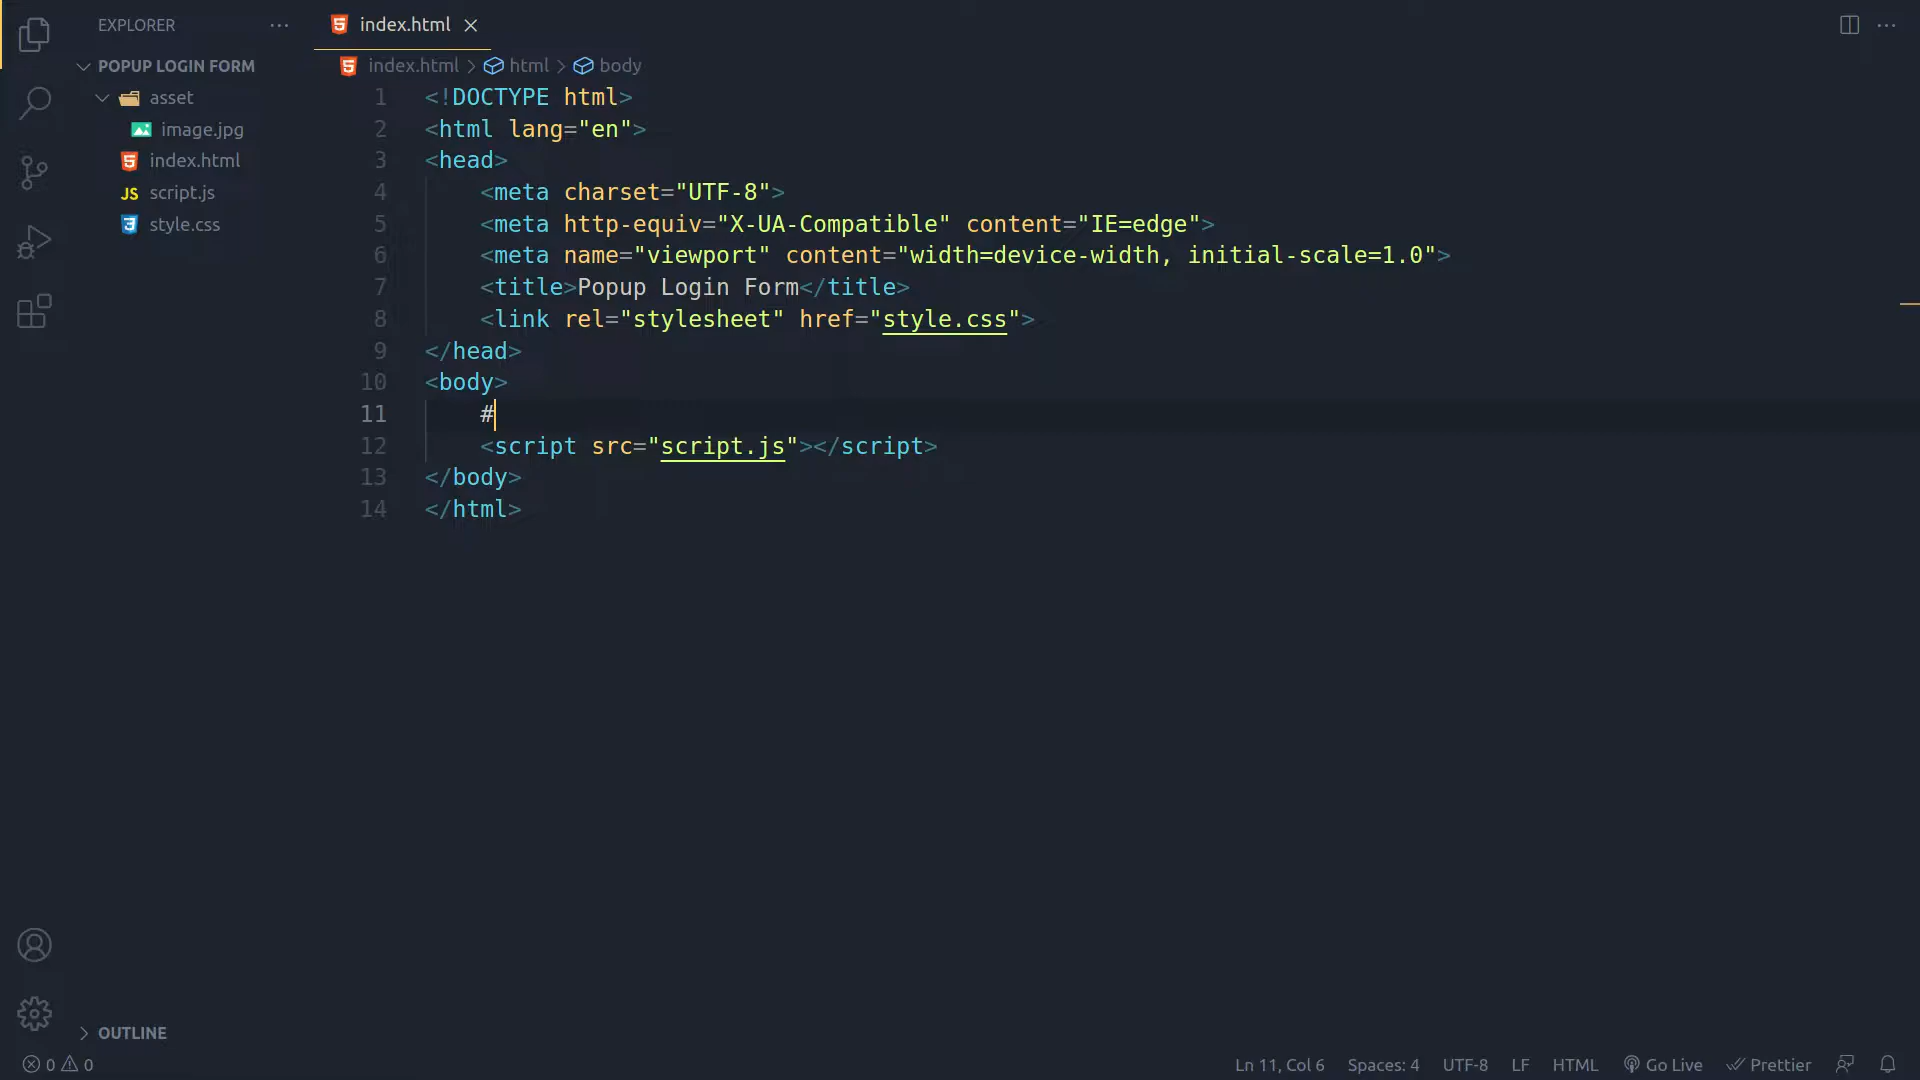 EXPLORER
POPUP LOGIN FORM
asset
image.jpg
index.html
JS script.js
style.css
OUTLINE
index.html
index.html > html > body
1 <!DOCTYPE html>
2 <html lang="en">
3 <head>
4 <meta charset="UTF-8">
5 <meta http-equiv="X-UA-Compatible" content="IE=edge">
6 <meta name="viewport" content="width=device-width, initial-scale=1.0">
7 <title>Popup Login Form</title>
8 <link rel="stylesheet" href="style.css">
9 </head>
10 <body>
11 #
12 <script src="script.js"></script>
13 </body>
14 </html>
0 0 Ln 11, Col 6 Spaces: 4 UTF-8 LF HTML Go Live Prettier